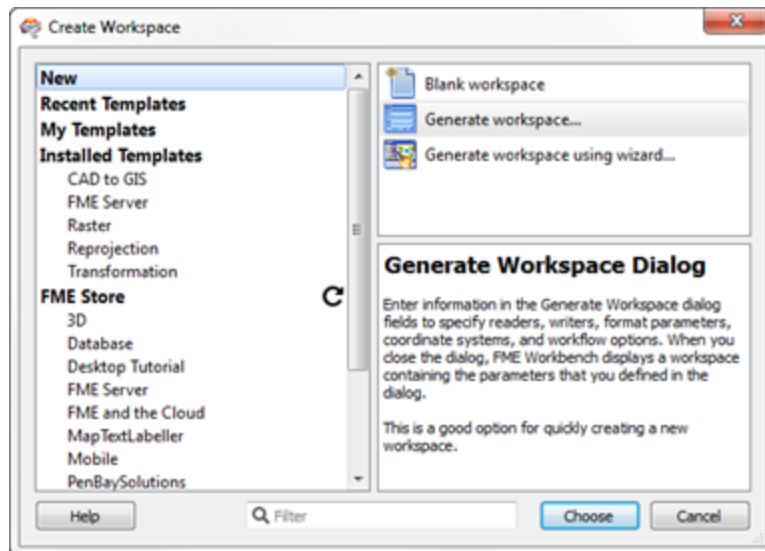 Create Workspace
New
Recent Templates
My Templates
Installed Templates
CAD to GIS
FME Server
Raster
Reprojection
Transformation
FME Store
3D
Database
Desktop Tutorial
FME Server
FME and the Cloud
MapTextLabeller
Mobile
PenBaySolutions
Blank workspace
Generate workspace...
Generate workspace using wizard...
Generate Workspace Dialog
Enter information in the Generate Workspace dialog
fields to specify readers, writers, format parameters,
coordinate systems, and workflow options. When you
close the dialog, FME Workbench displays a workspace
containing the parameters that you defined in the
dialog.
This is a good option for quickly creating a new
workspace.
Help
Filter
Choose
Cancel